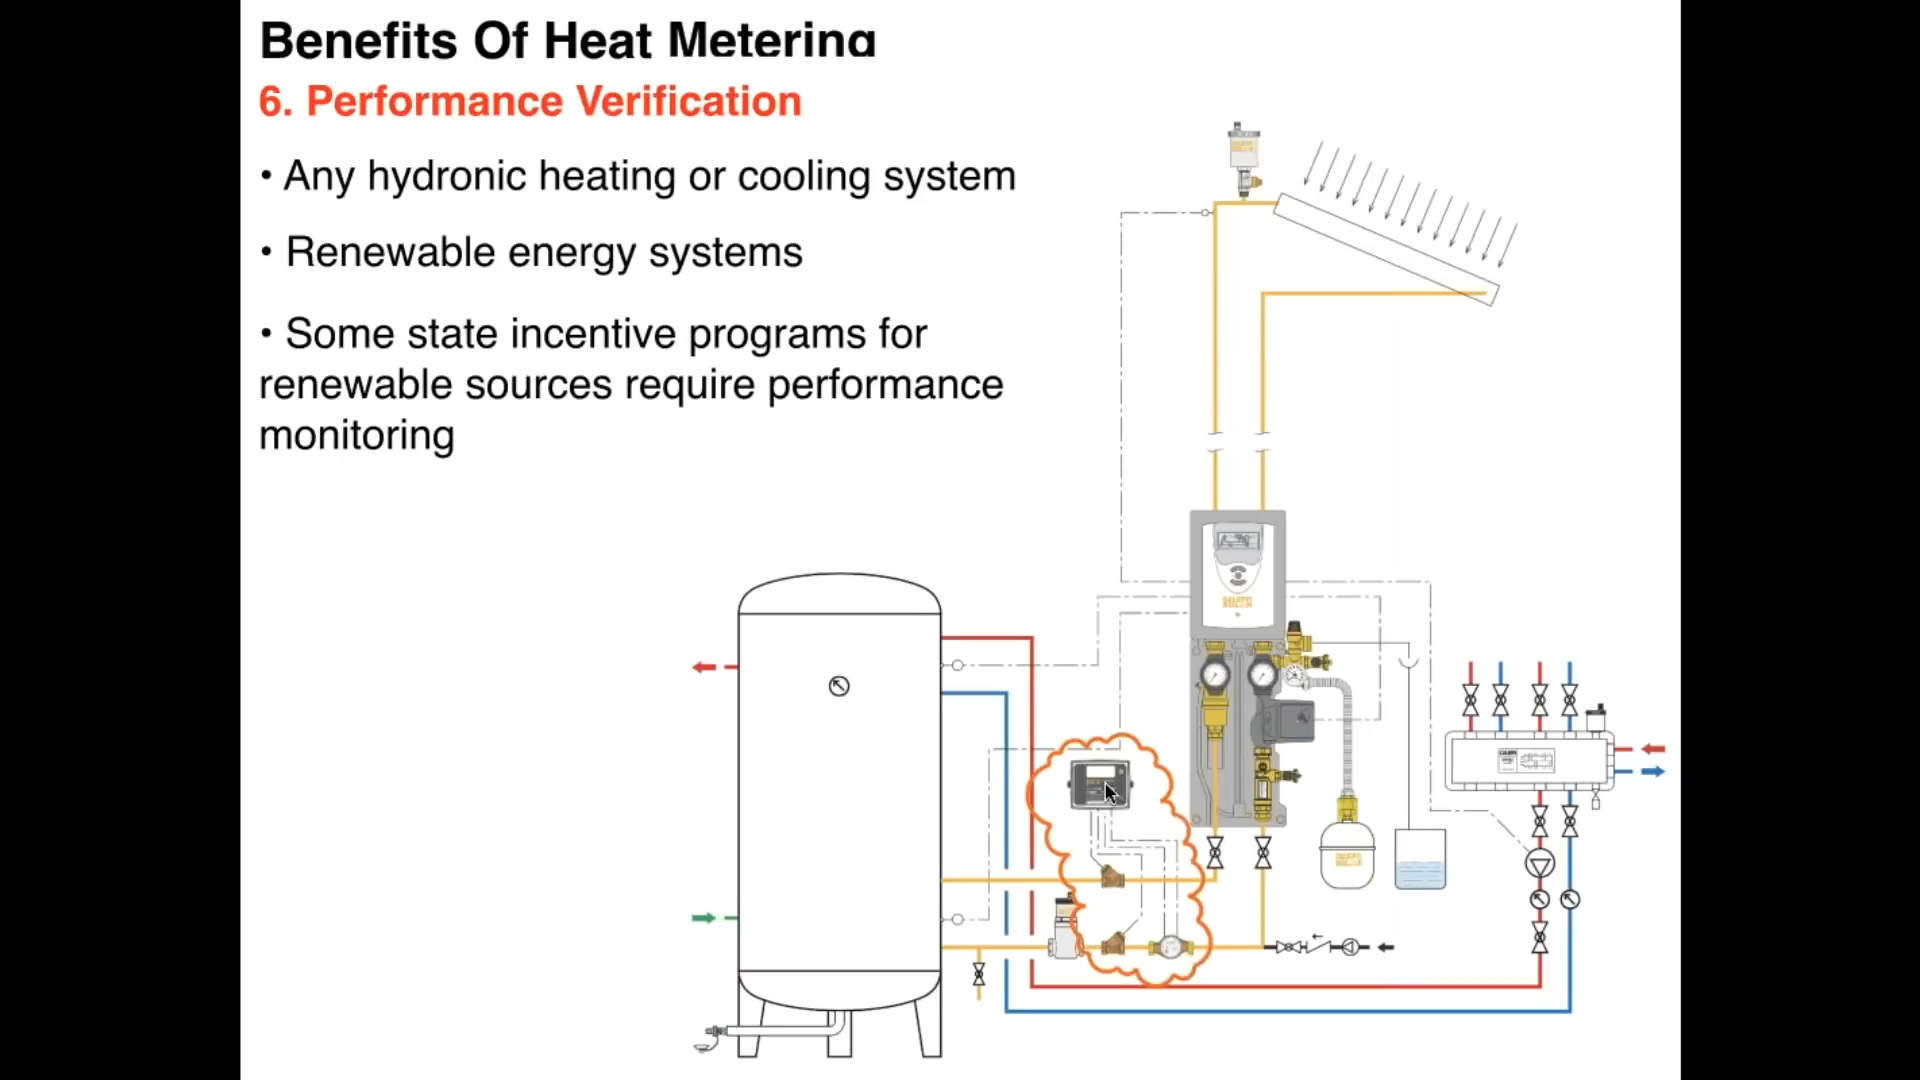 Benefits Of Heat Metering
6. Performance Verification
• Any hydronic heating or cooling system
• Renewable energy systems
• Some state incentive programs for
renewable sources require performance
monitoring